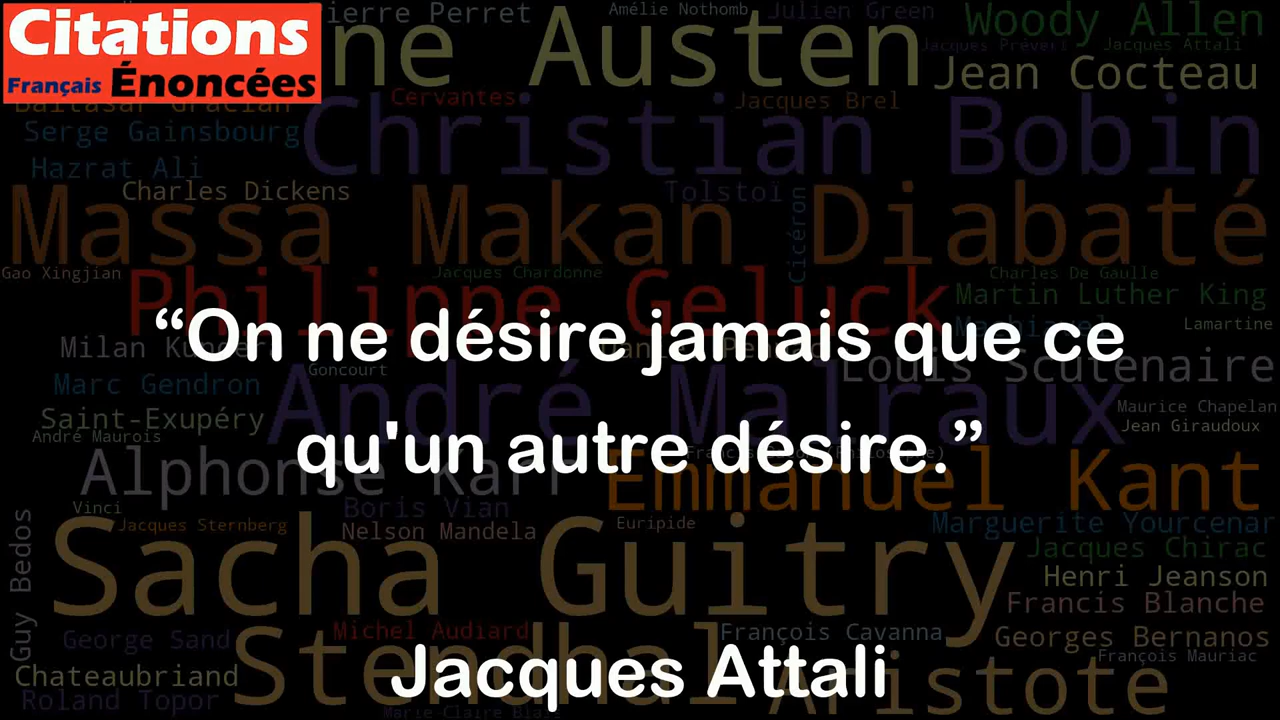 Citations
Français Énoncées
Pierre Perret
Amélie Nothomb
Julien Green
Woody Allen
ne Austen
Jacques Prévert
Jacques Attali
Jean Cocteau
Baltasar Gracian
Cervantes
Jacques Brel
Serge Gainsbourg
Christian Bobin
Hazrat Ali
Charles Dickens
Tolstoï
Massa Makan Diabaté
Cicéron
Gao Xingjian
Jacques Chardonne
Charles De Gaulle
Philippe Geluck
Martin Luther King
“On ne désire jamais que ce
Lamartine
Milan Kundera
Goncourt
Louis Scutenaire
Marc Gendron
André Malraux
Maurice Chapelan
Saint-Exupéry
Jean Giraudoux
André Maurois
qu'un autre désire.”
Alphonse Karr
Emmanuel Kant
Vinci
Boris Vian
Jacques Sternberg
Nelson Mandela
Euripide
Marguerite Yourcenar
Guy Bedos
Sacha Guitry
Jacques Chirac
Henri Jeanson
Francis Blanche
George Sand
Michel Audiard
François Cavanna
Georges Bernanos
François Mauriac
Stendhal
Chateaubriand
Jacques Attali
Aristote
Roland Topor